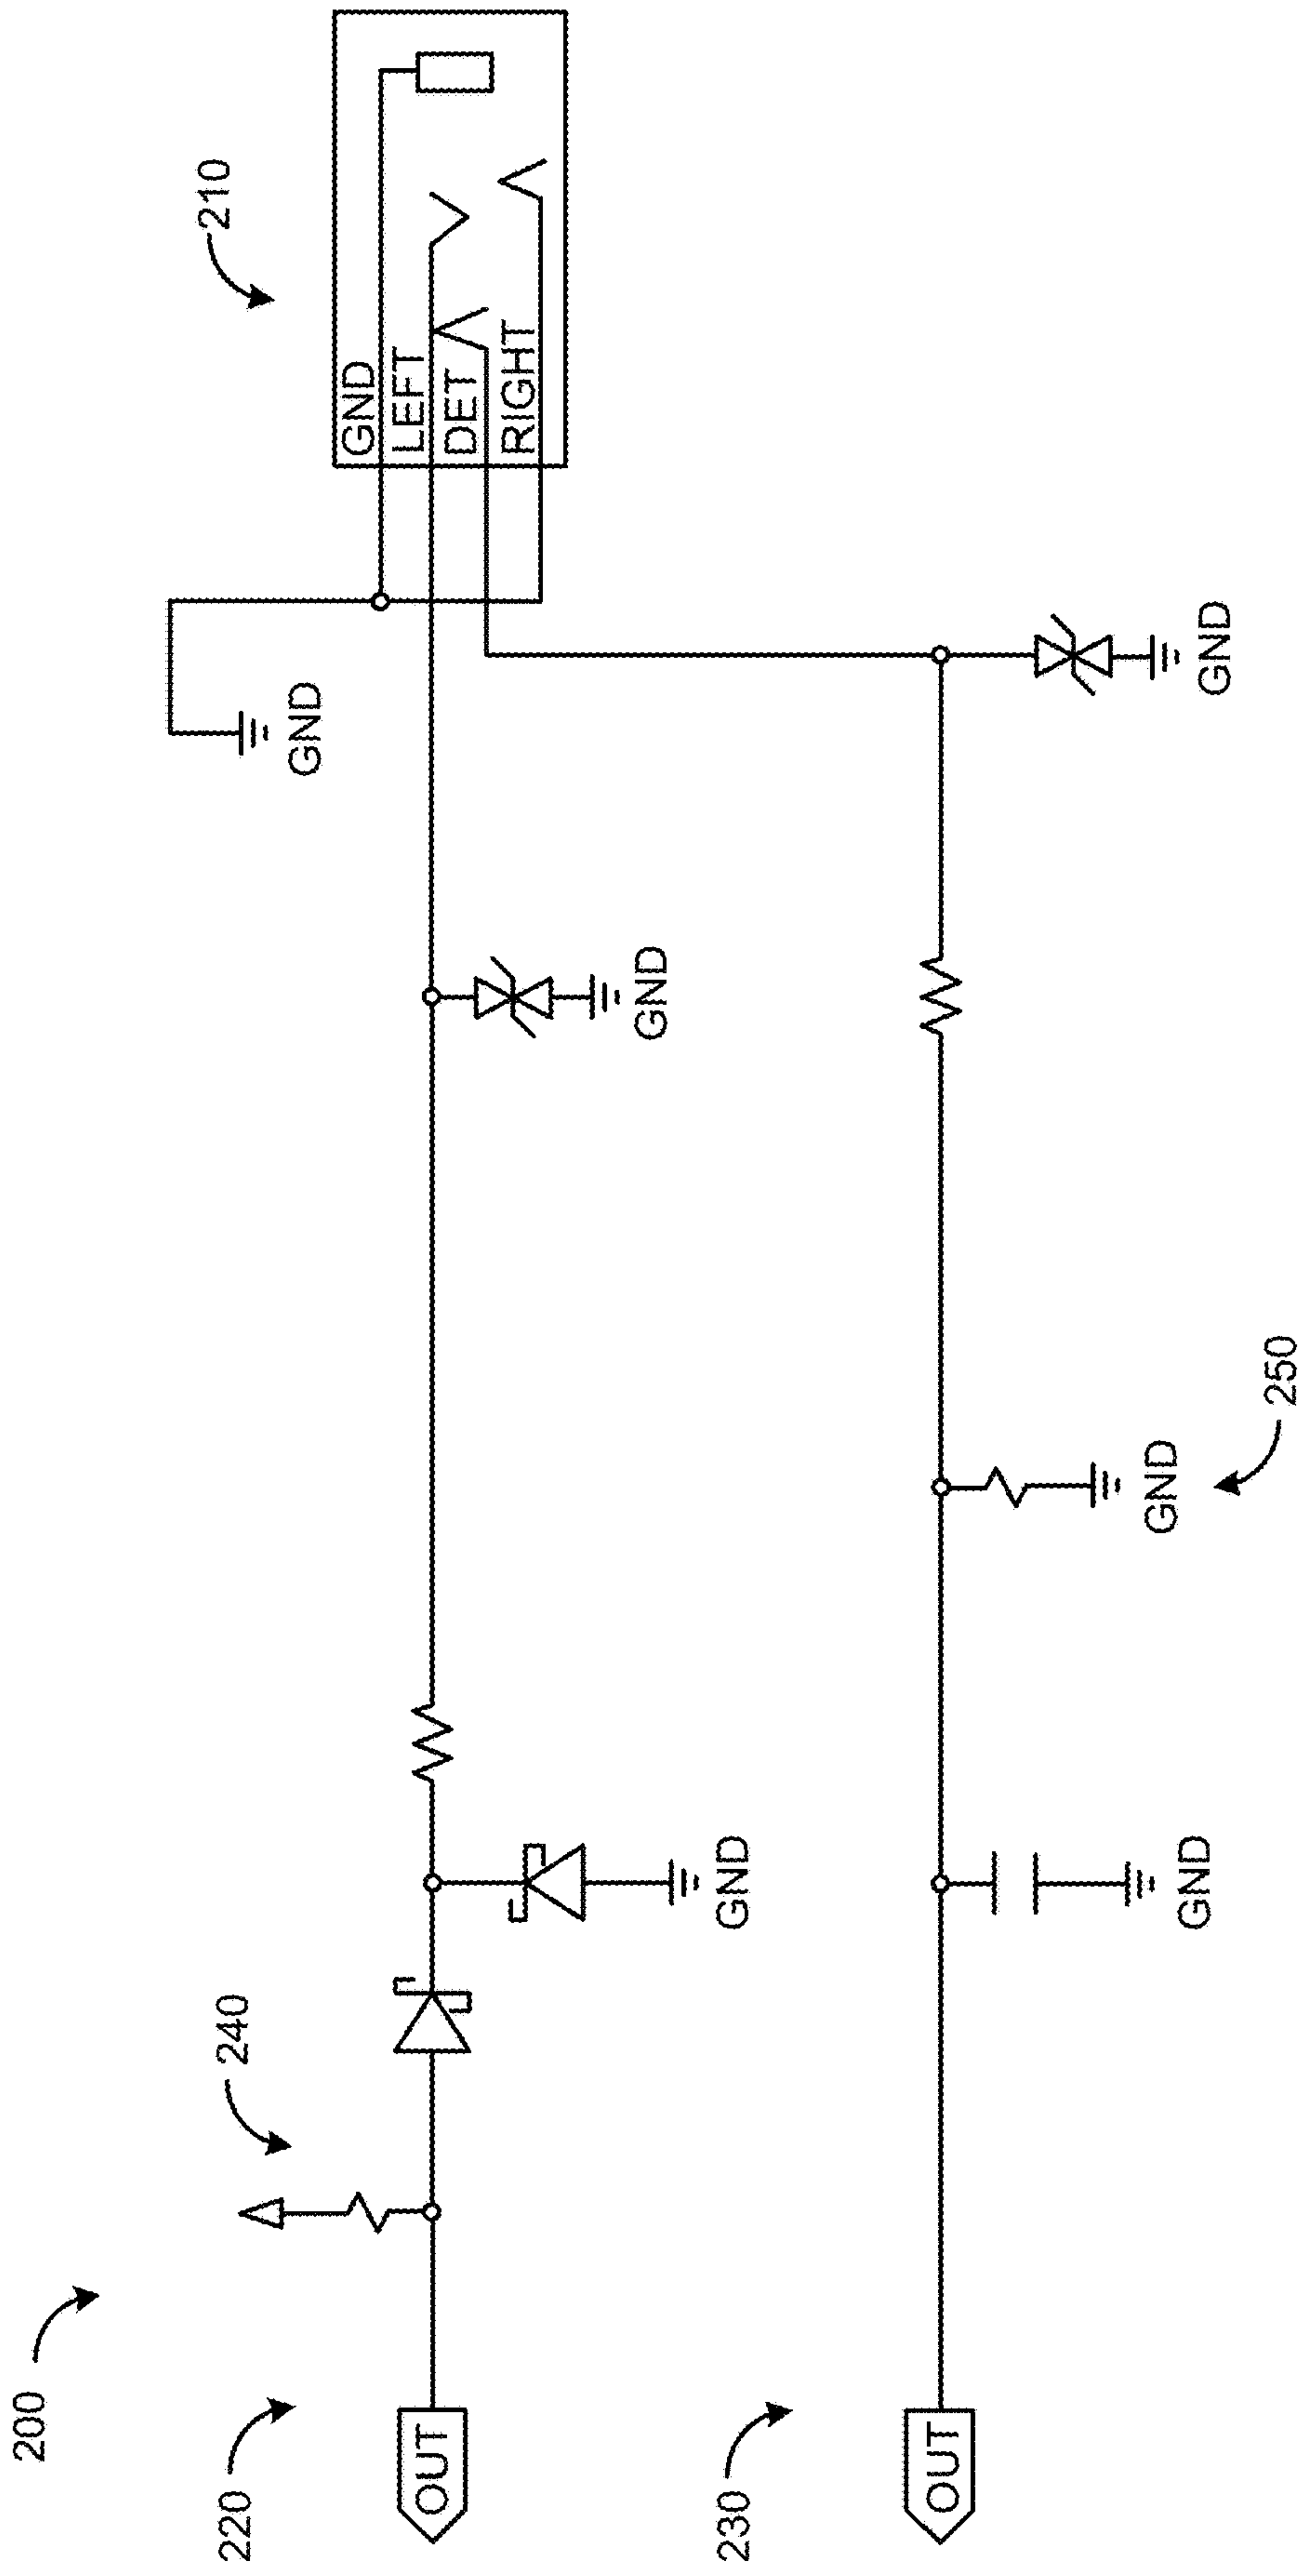 200
220
240
210
GND
GND
LEFT
DET
RIGHT
OUT
GND
GND
230
OUT
GND
GND
GND
250